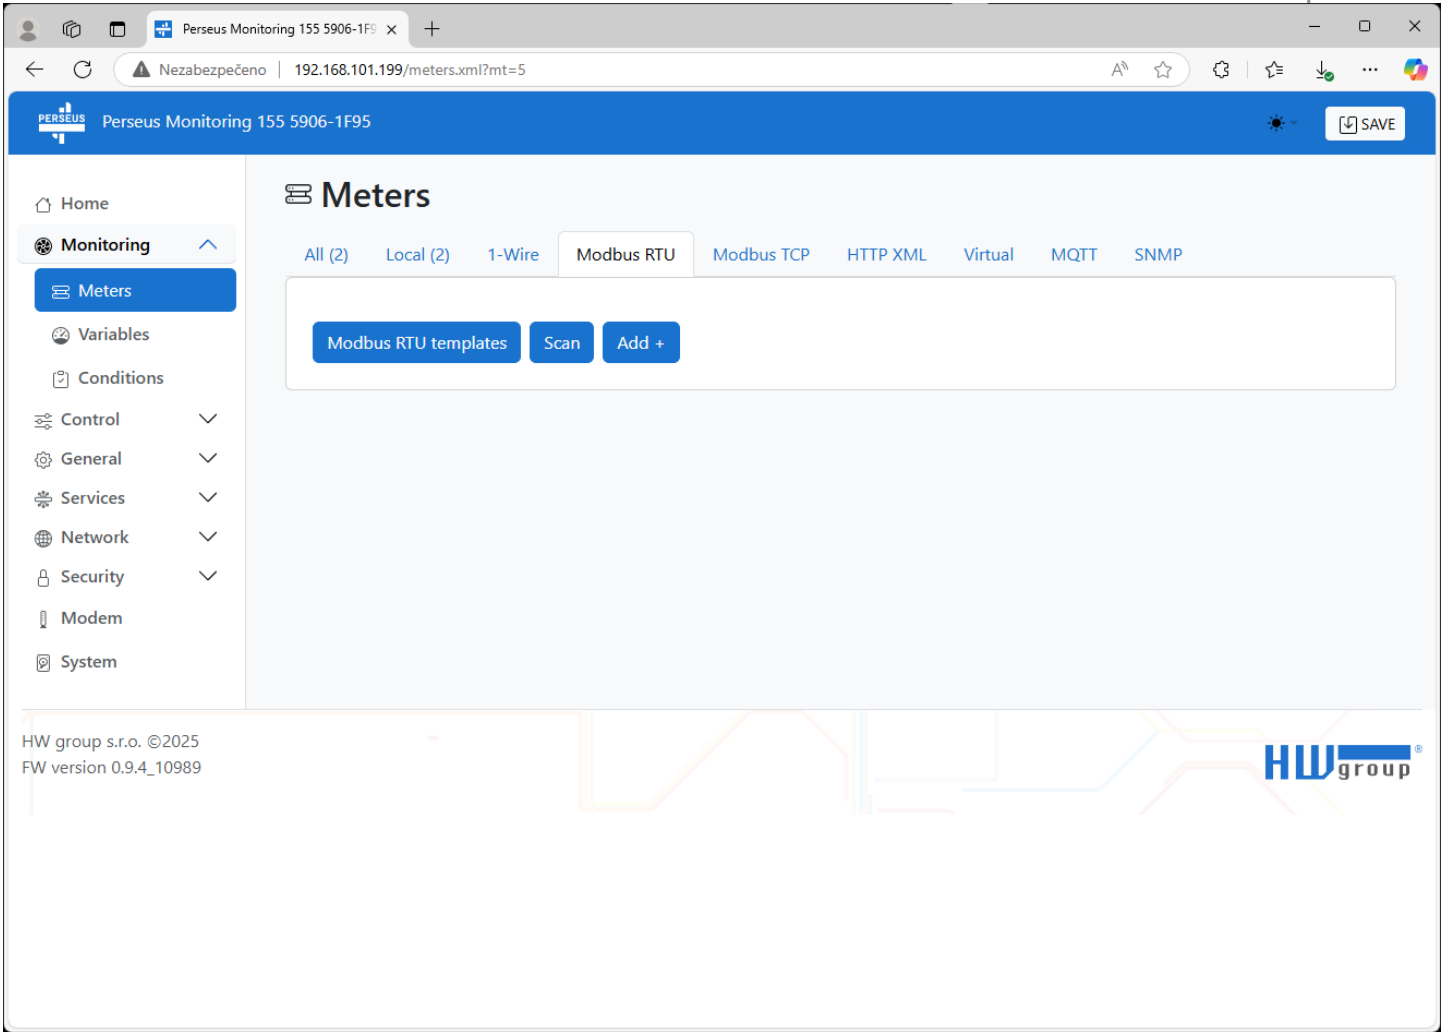 Perseus Monitoring 155 5906-1F9
Nezabezpečeno
192.168.101.199/meters.xml?mt=5
PERSEUS
Perseus Monitoring 155 5906-1F95
SAVE
Home
Monitoring
Meters
Variables
Conditions
Control
General
Services
Network
Security
Modem
System
Meters
All (2) Local (2) 1-Wire Modbus RTU Modbus TCP HTTP XML Virtual MQTT SNMP
Modbus RTU templates Scan Add +
HW group s.r.o. ©2025
FW version 0.9.4_10989
HW group ®